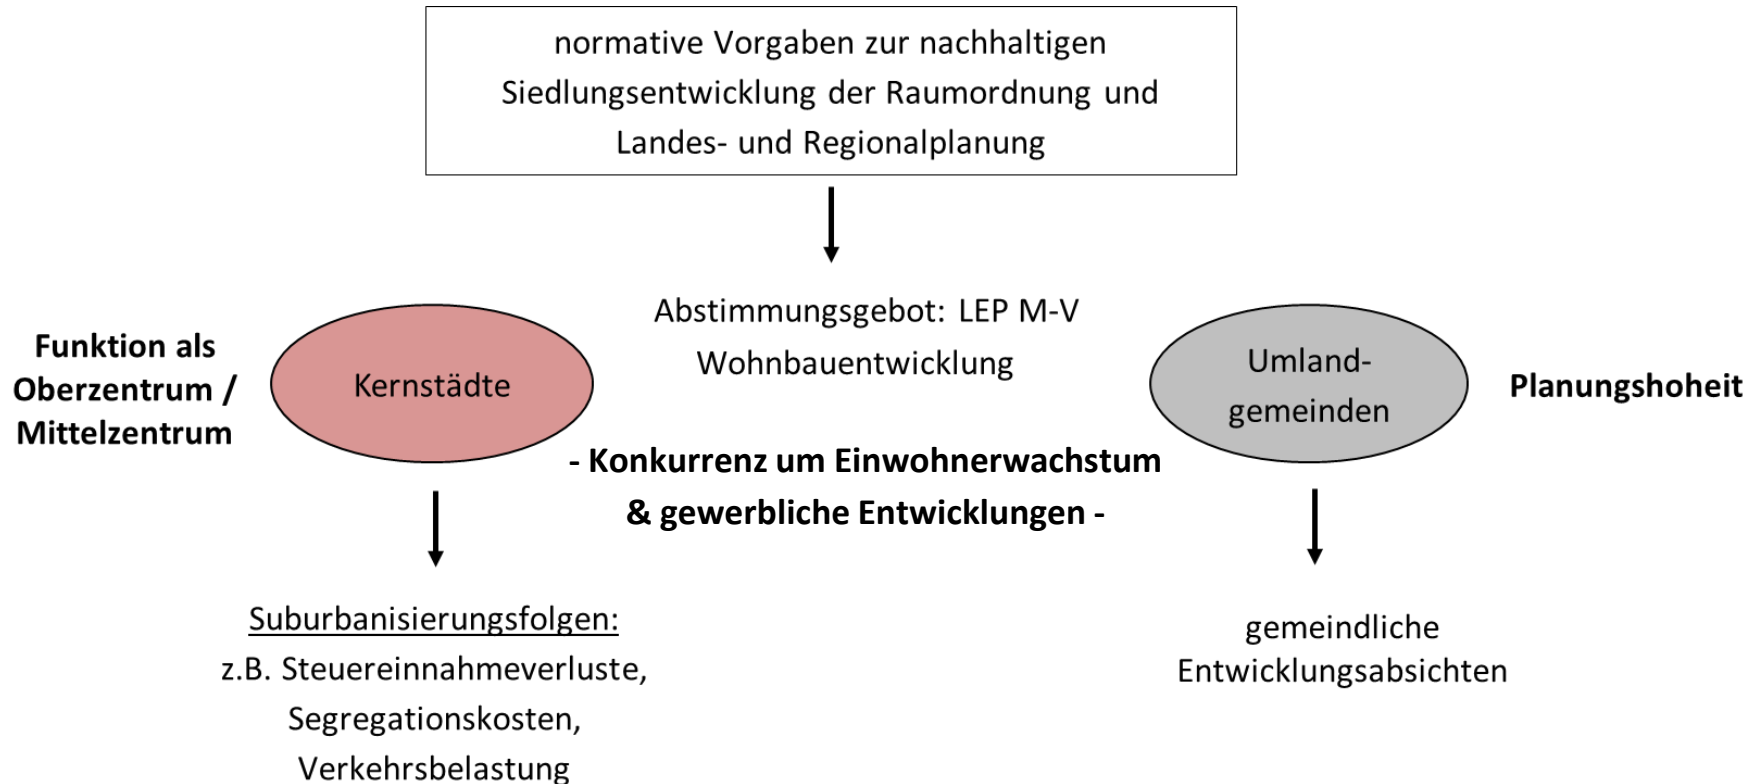 normative Vorgaben zur nachhaltigen
Siedlungsentwicklung der Raumordnung und
Landes- und Regionalplanung
Abstimmungsgebot: LEP M-V
Wohnbauentwicklung
Funktion als
Oberzentrum /
Mittelzentrum
Kernstädte
Umland-
gemeinden
Planungshoheit
- Konkurrenz um Einwohnerwachstum
& gewerbliche Entwicklungen -
Suburbanisierungsfolgen:
z.B. Steuereinnahmeverluste,
Segregationskosten,
Verkehrsbelastung
gemeindliche
Entwicklungsabsichten